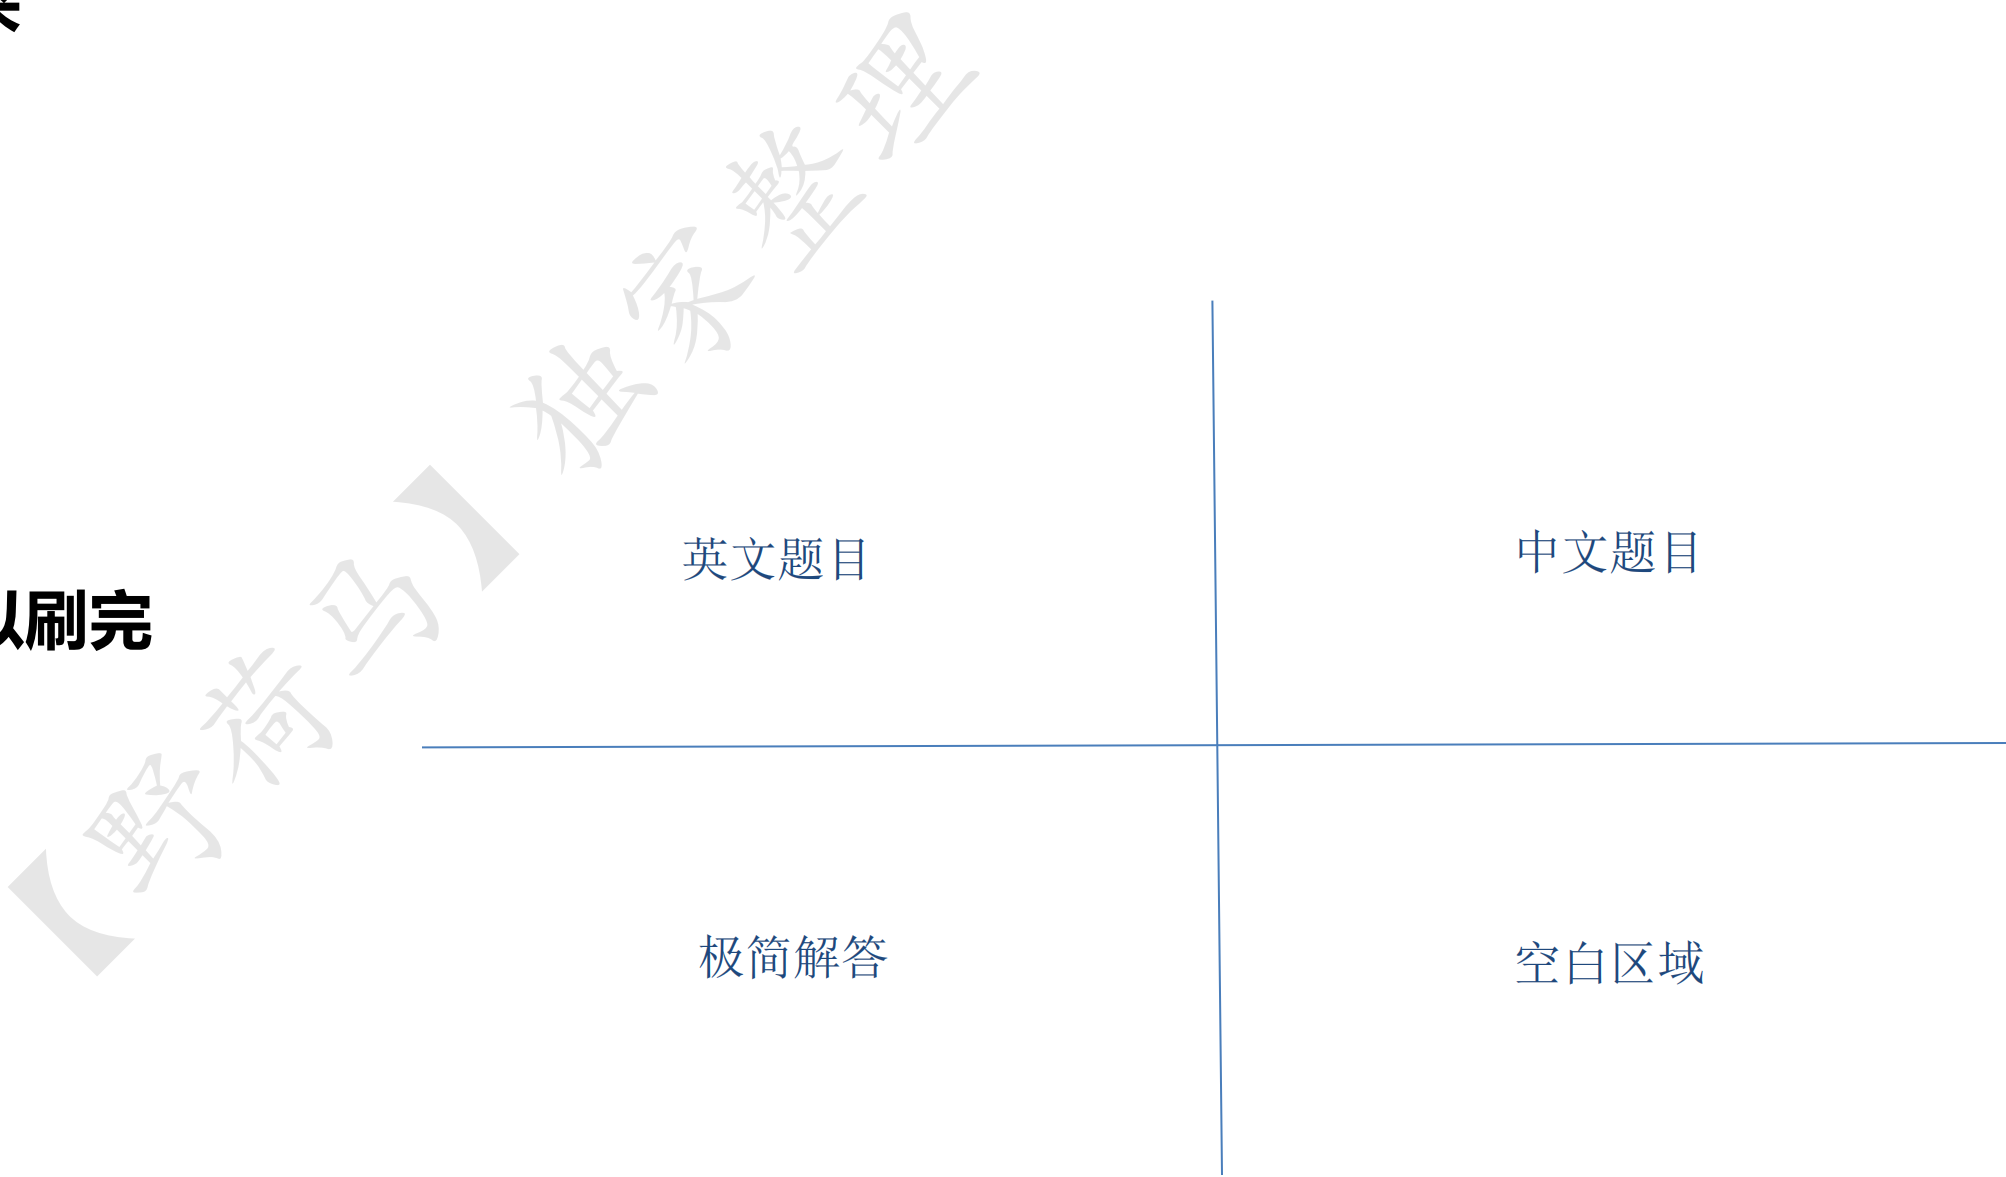 【野荷马】独家整理
英文题目
中文题目
以刷完
极简解答
空白区域